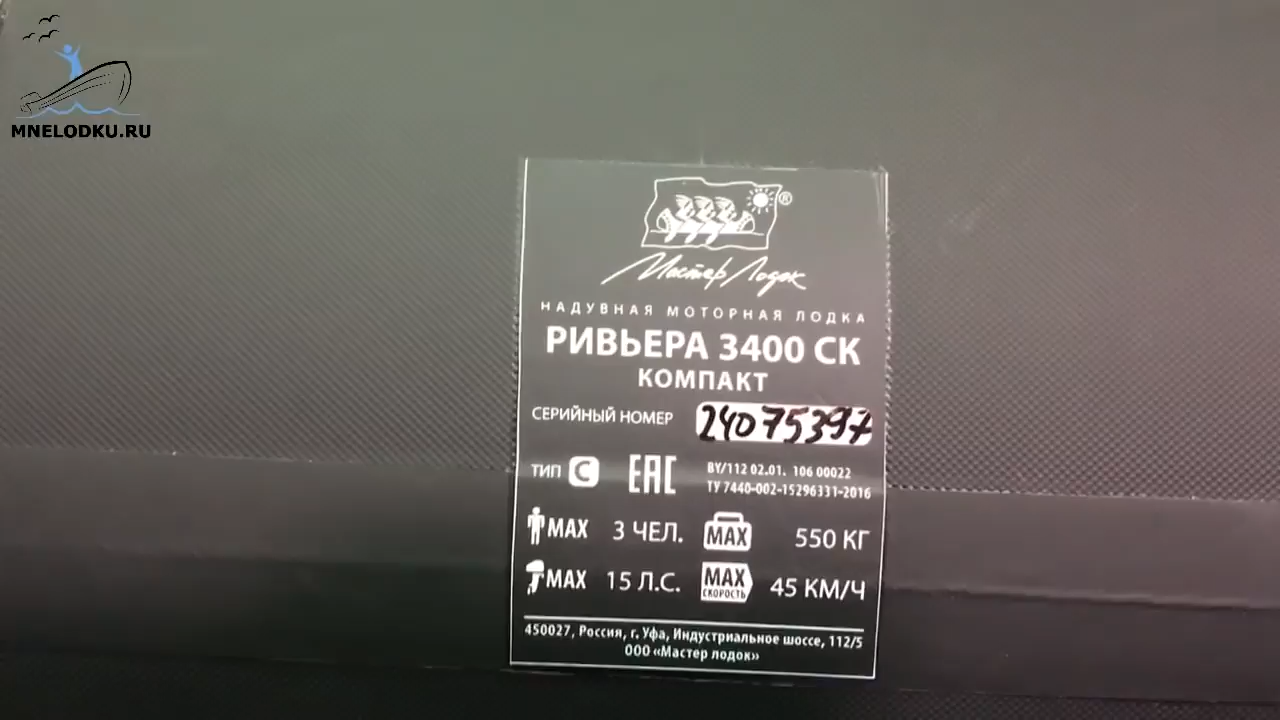 MNELODKU.RU
®
Мастер Лодок
НАДУВНАЯ МОТОРНАЯ ЛОДКА
РИВЬЕРА 3400 СК
КОМПАКТ
СЕРИЙНЫЙ НОМЕР 24075397
ТИП C EAC BY/112 02.01. 106 00022
ТУ 7440-002-15296331-2016
MAX 3 ЧЕЛ. MAX 550 КГ
MAX 15 Л.С. MAX СКОРОСТЬ 45 КМ/Ч
450027, Россия, г. Уфа, Индустриальное шоссе, 112/5
ООО «Мастер лодок»